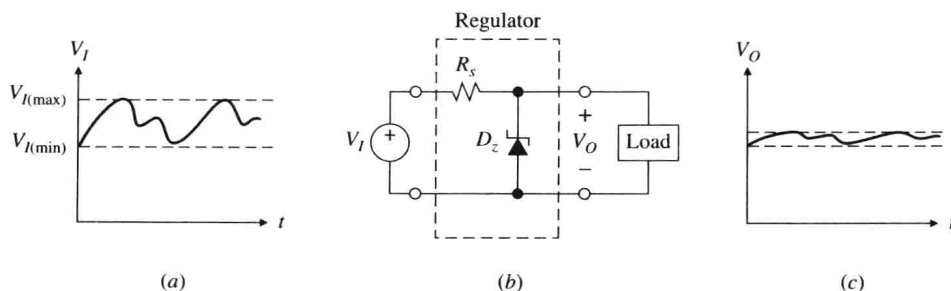 Regulator
V_I
V_I(max)
V_I(min)
t
(a)
R_s
V_I
+
D_z
+
V_O
−
Load
(b)
V_O
t
(c)